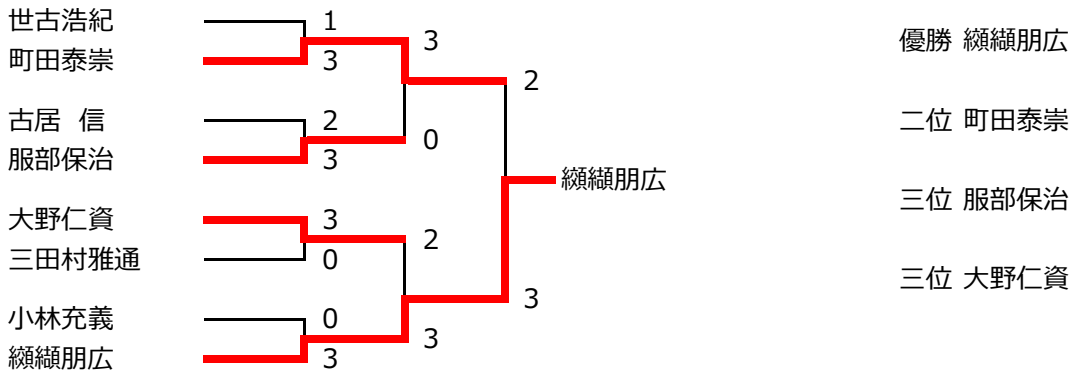 世古浩紀 1
町田泰崇 3
3
2
古居 信 2
服部保治 3
0
纐纈朋広
大野仁資 3
三田村雅通 0
2
3
小林充義 0
纐纈朋広 3
3
優勝 纐纈朋広
二位 町田泰崇
三位 服部保治
三位 大野仁資